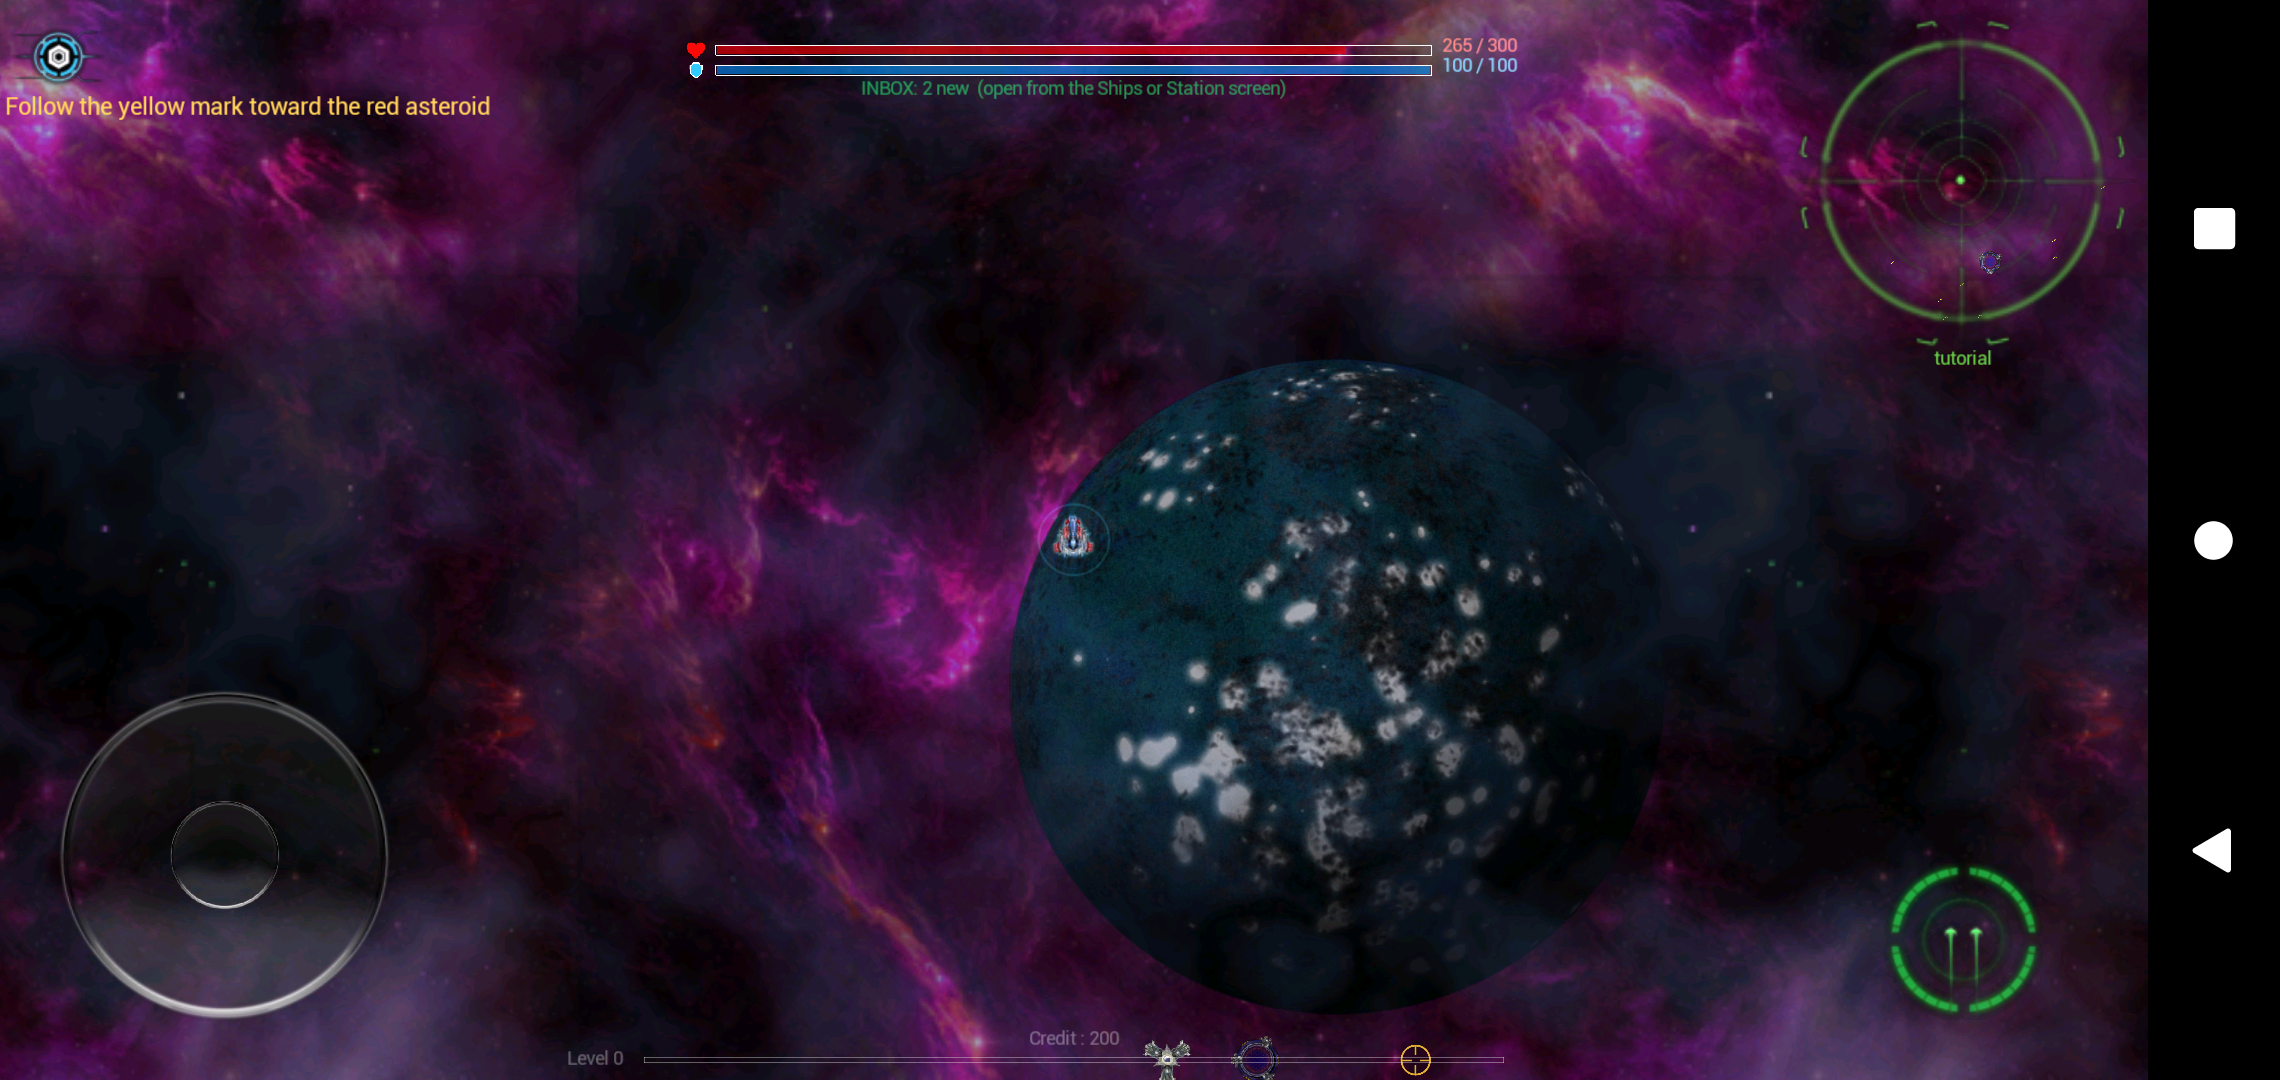 265 / 300
100 / 100
INBOX: 2 new (open from the Ships or Station screen)
Follow the yellow mark toward the red asteroid
tutorial
Credit : 200
Level 0